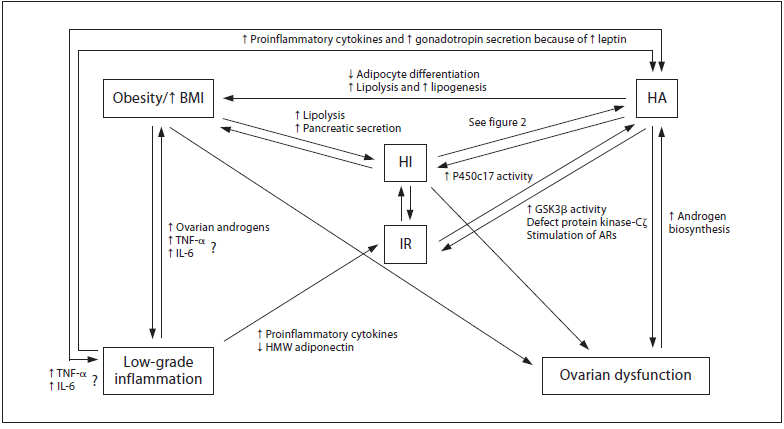 ↑ Proinflammatory cytokines and ↑ gonadotropin secretion because of ↑ leptin
↓ Adipocyte differentiation
↑ Lipolysis and ↑ lipogenesis
Obesity/↑ BMI
HA
↑ Lipolysis
↑ Pancreatic secretion
See figure 2
HI
↑ P450c17 activity
↑ GSK3β activity
Defect protein kinase-Cζ
Stimulation of ARs
↑ Androgen
biosynthesis
↑ Ovarian androgens
↑ TNF-α
↑ IL-6
?
IR
↑ Proinflammatory cytokines
↓ HMW adiponectin
Low-grade
inflammation
↑ TNF-α
↑ IL-6
?
Ovarian dysfunction